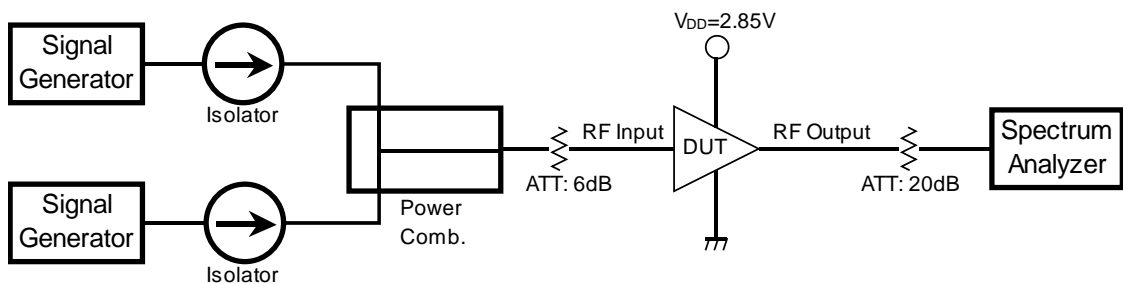 Signal
Generator
Isolator
Signal
Generator
Isolator
Power
Comb.
ATT: 6dB
RF Input
VDD=2.85V
DUT
RF Output
ATT: 20dB
Spectrum
Analyzer